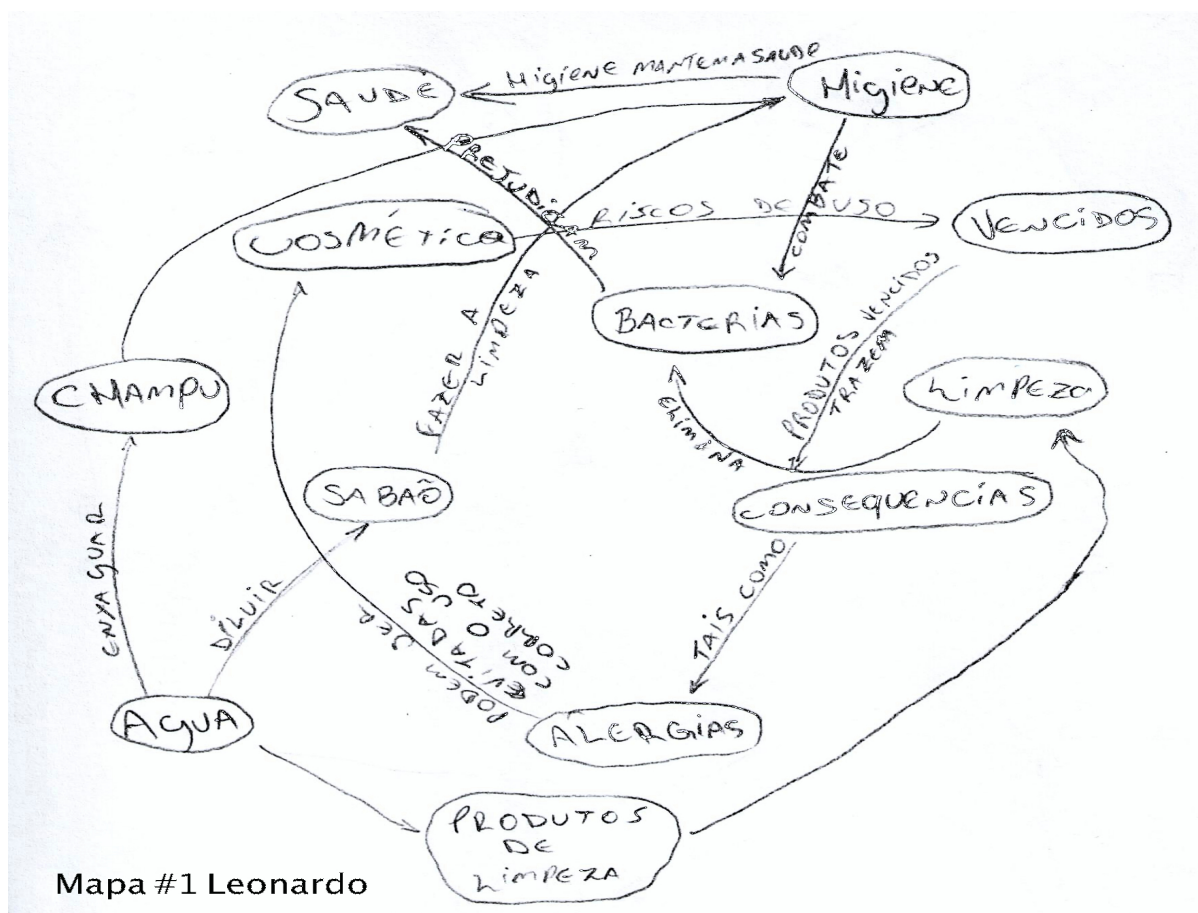 HIGIENE MANTEM A SAUDE
SAUDE
HIGIENE
PREJUDICAM
COMBATE
COSMÉTICO
RISCOS DE USO
VENCIDOS
FAZER A
LIMPEZA
BACTERIAS
PRODUTOS VENCIDOS
TRAZEM
CHAMPU
LIMPEZA
ELIMINA
SABAÕ
CONSEQUENCIAS
ENXAGUAR
DILUIR
TAIS COMO
PODEM SER
EVITADAS
COM O USO
CORRETO
AGUA
ALERGIAS
PRODUTOS
DE
LIMPEZA
Mapa #1 Leonardo